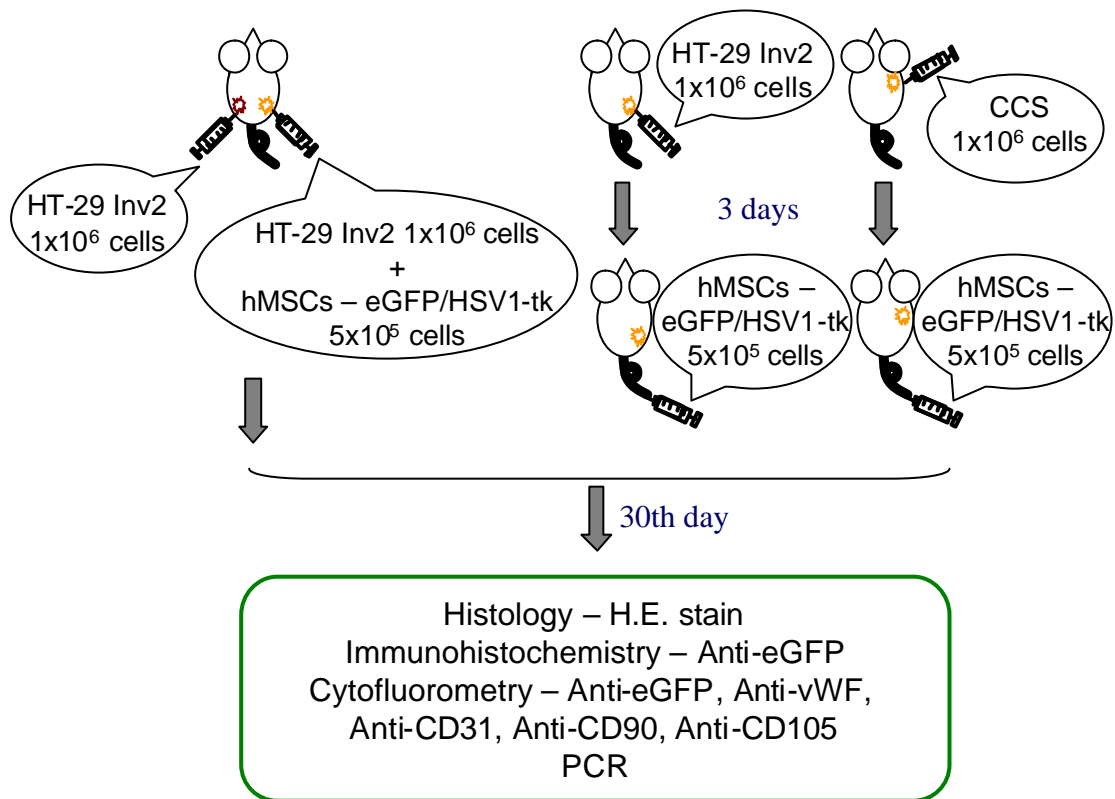 HT-29 Inv2
1x10⁶ cells
HT-29 Inv2 1x10⁶ cells
+
hMSCs – eGFP/HSV1-tk
5x10⁵ cells
HT-29 Inv2
1x10⁶ cells
CCS
1x10⁶ cells
3 days
hMSCs –
eGFP/HSV1-tk
5x10⁵ cells
hMSCs –
eGFP/HSV1-tk
5x10⁵ cells
30th day
Histology – H.E. stain
Immunohistochemistry – Anti-eGFP
Cytofluorometry – Anti-eGFP, Anti-vWF,
Anti-CD31, Anti-CD90, Anti-CD105
PCR